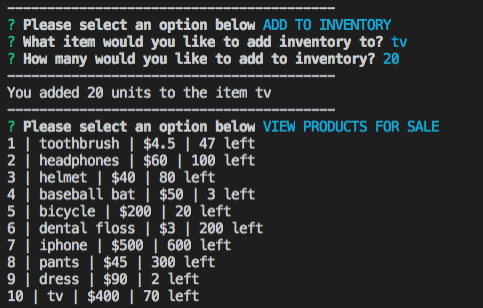 ----------------------------------------
? Please select an option below ADD TO INVENTORY
? What item would you like to add inventory to? tv
? How many would you like to add to inventory? 20
----------------------------------------
You added 20 units to the item tv
----------------------------------------
? Please select an option below VIEW PRODUCTS FOR SALE
1 | toothbrush | $4.5 | 47 left
2 | headphones | $60 | 100 left
3 | helmet | $40 | 80 left
4 | baseball bat | $50 | 3 left
5 | bicycle | $200 | 20 left
6 | dental floss | $3 | 200 left
7 | iphone | $500 | 600 left
8 | pants | $45 | 300 left
9 | dress | $90 | 2 left
10 | tv | $400 | 70 left